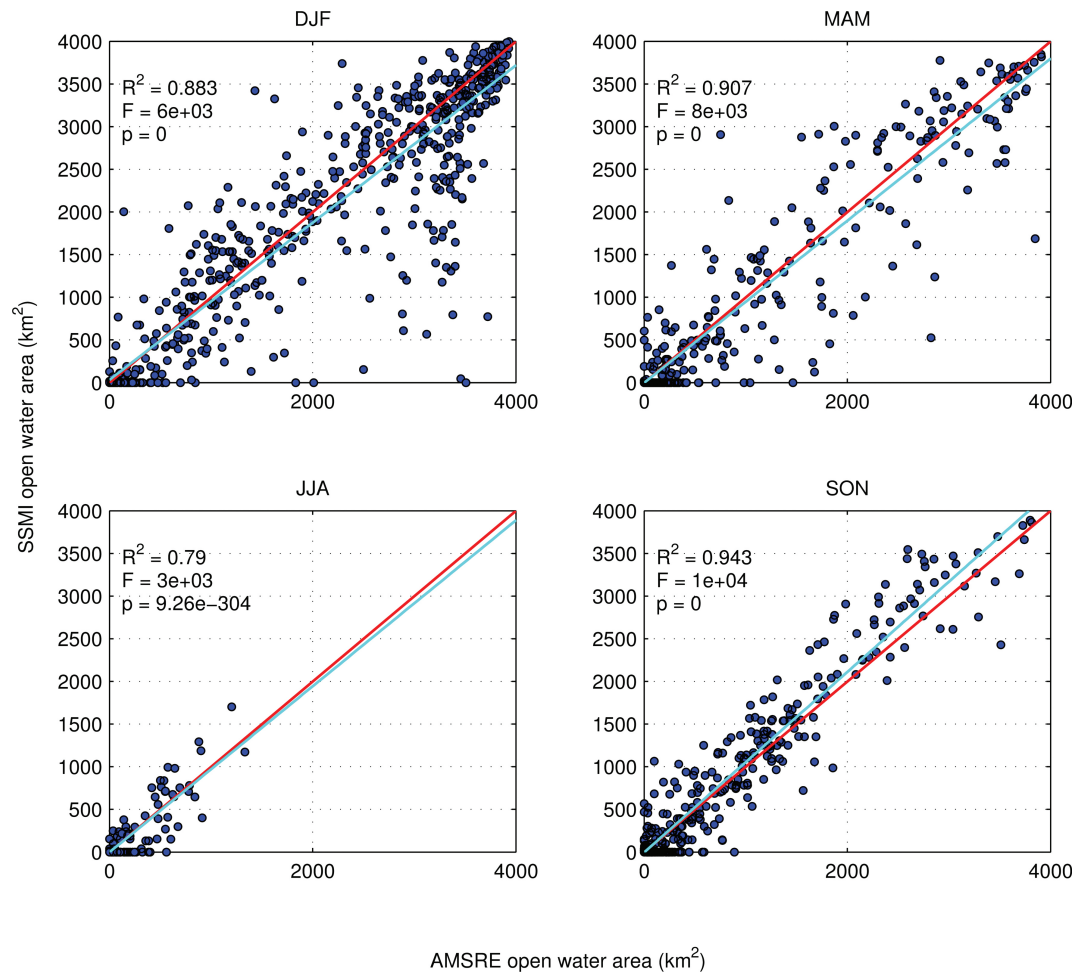 DJF
4000
3500
3000
2500
2000
1500
1000
500
0
R² = 0.883
F = 6e+03
p = 0
0 2000 4000
MAM
4000
3500
3000
2500
2000
1500
1000
500
0
R² = 0.907
F = 8e+03
p = 0
0 2000 4000
SSMI open water area (km²)
JJA
4000
3500
3000
2500
2000
1500
1000
500
0
R² = 0.79
F = 3e+03
p = 9.26e−304
0 2000 4000
SON
4000
3500
3000
2500
2000
1500
1000
500
0
R² = 0.943
F = 1e+04
p = 0
0 2000 4000
AMSRE open water area (km²)